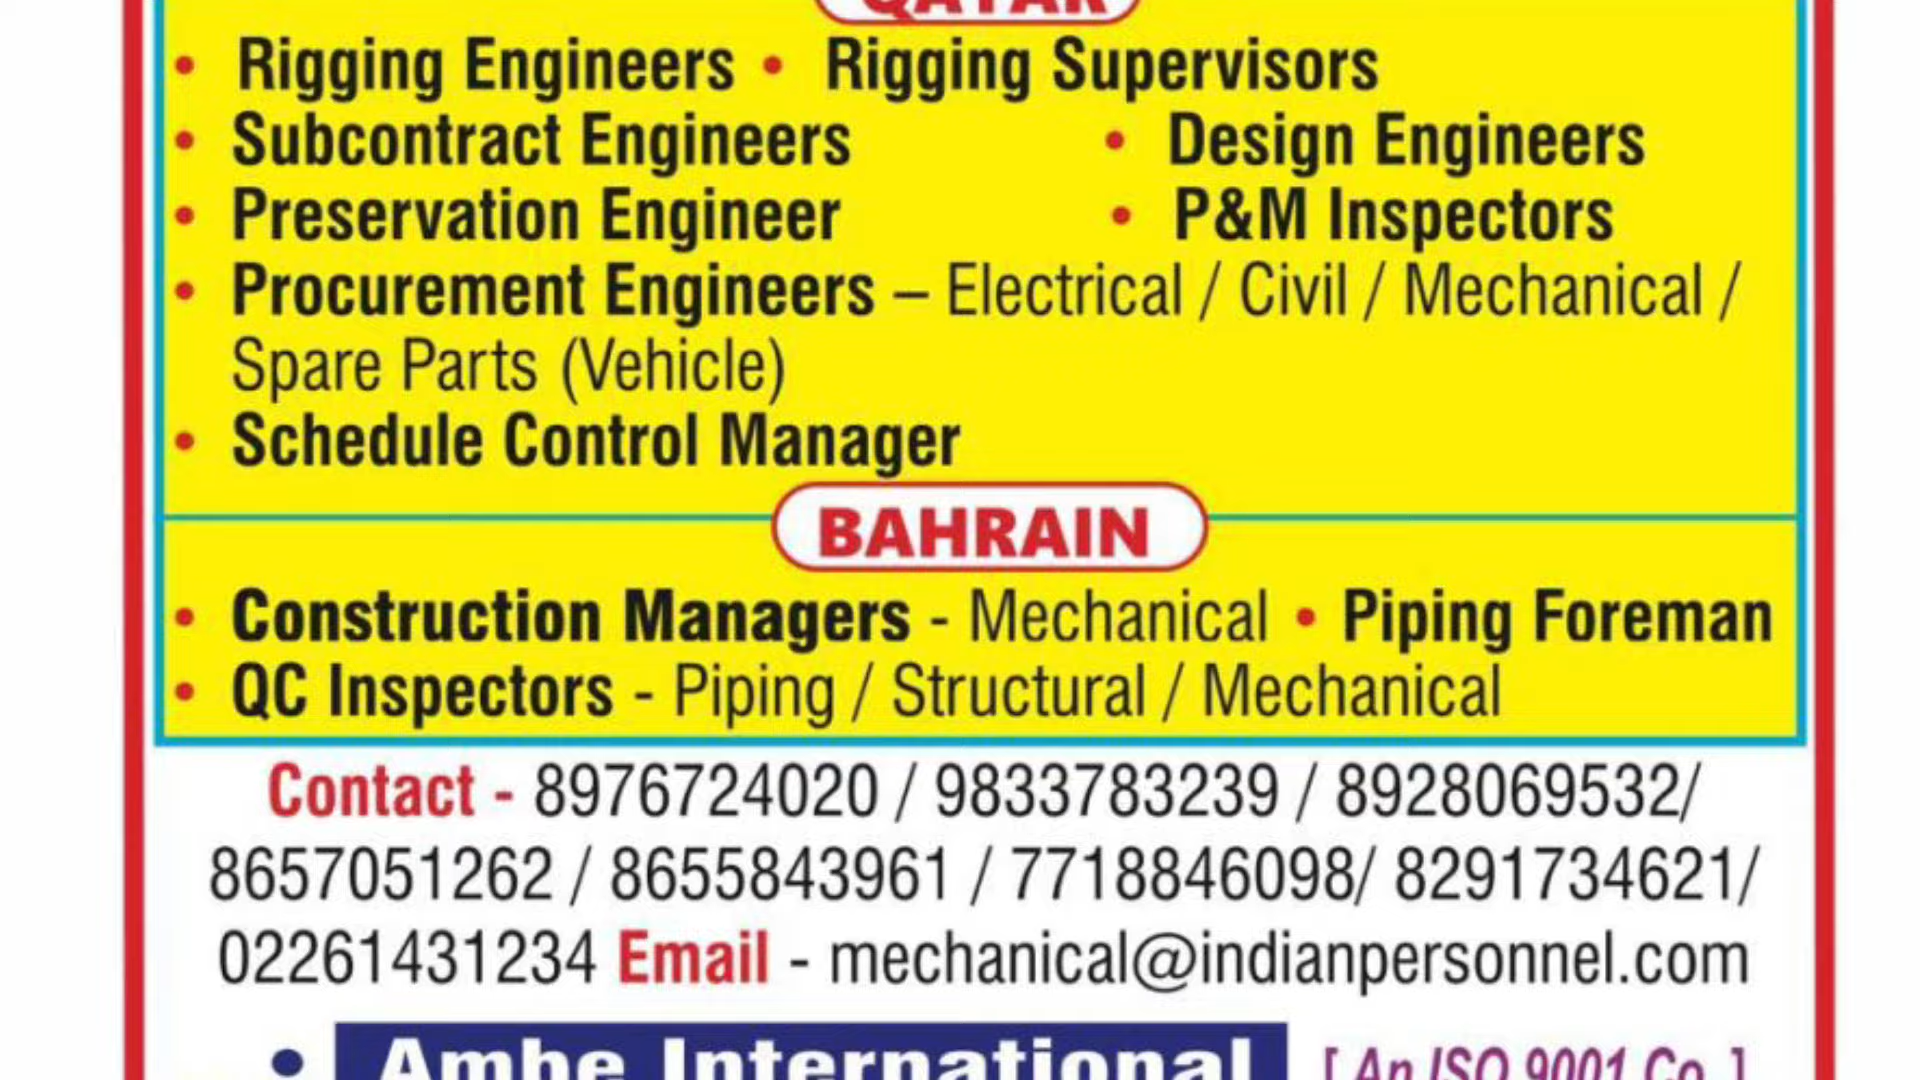 QATAR
• Rigging Engineers • Rigging Supervisors
• Subcontract Engineers • Design Engineers
• Preservation Engineer • P&M Inspectors
• Procurement Engineers – Electrical / Civil / Mechanical /
Spare Parts (Vehicle)
• Schedule Control Manager
BAHRAIN
• Construction Managers - Mechanical • Piping Foreman
• QC Inspectors - Piping / Structural / Mechanical
Contact - 8976724020 / 9833783239 / 8928069532/
8657051262 / 8655843961 / 7718846098/ 8291734621/
02261431234 Email - mechanical@indianpersonnel.com
• Ambe International [ An ISO 9001 Co. ]